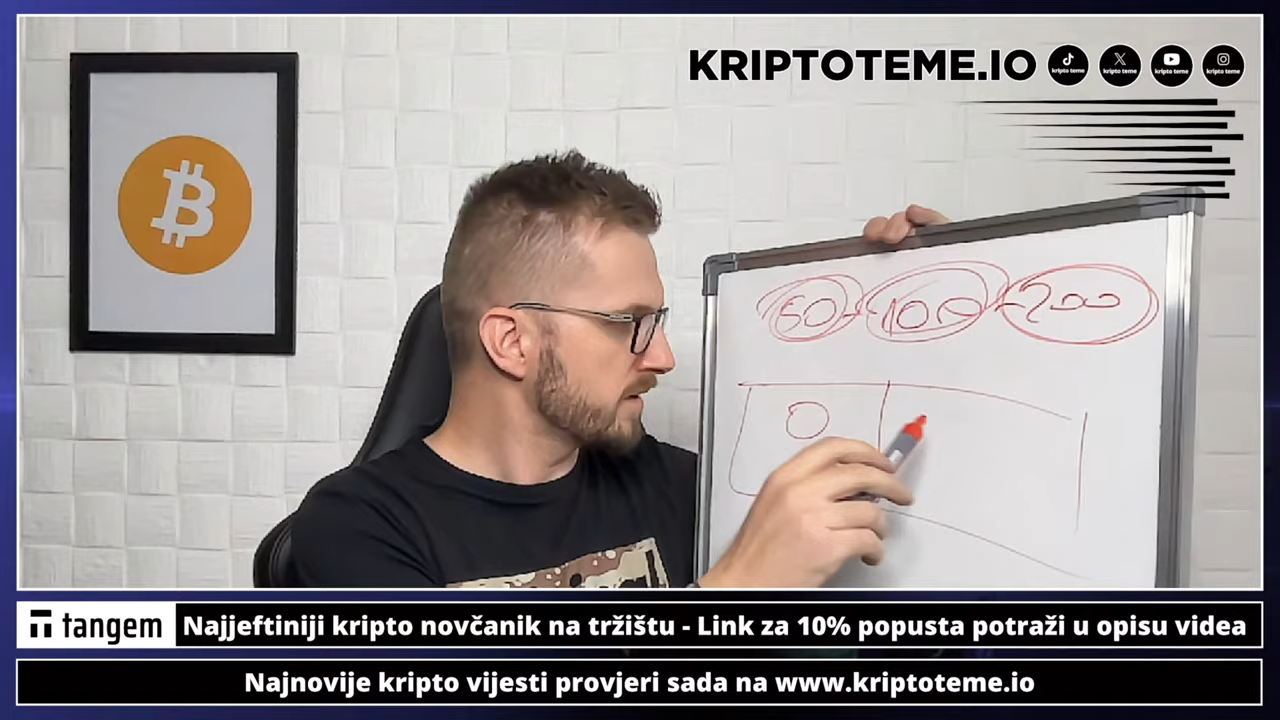 KRIPTOTEME.IO
kripto teme kripto teme kripto teme kripto teme
50 - 100 - 200
tangem Najjeftiniji kripto novčanik na tržištu - Link za 10% popusta potraži u opisu videa
Najnovije kripto vijesti provjeri sada na www.kriptoteme.io